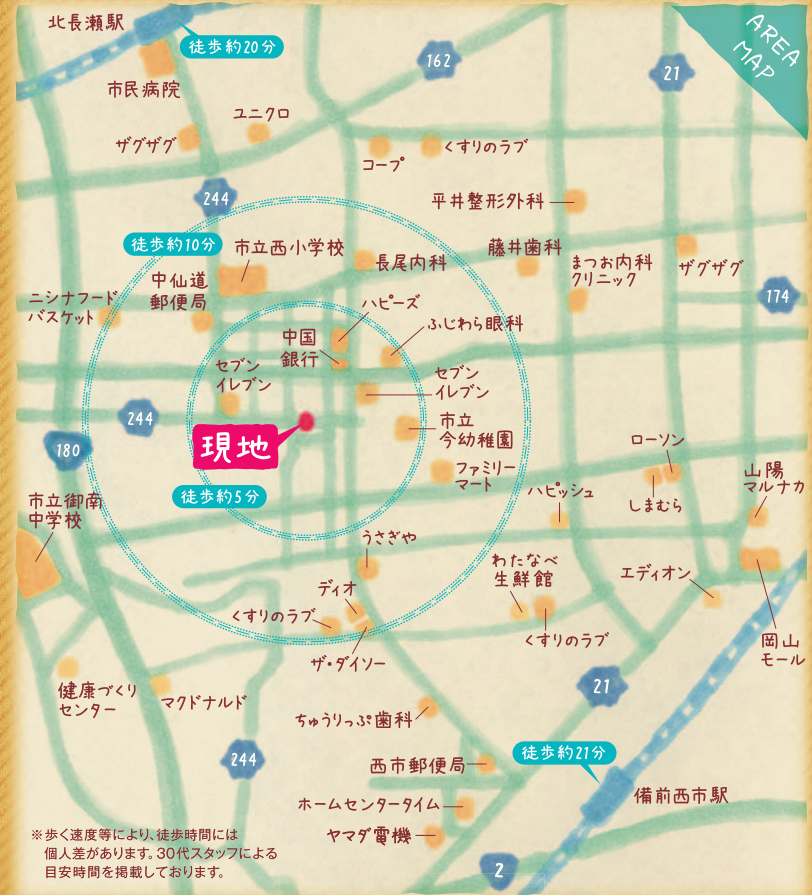 北長瀬駅
徒歩約20分
AREA
MAP
162
21
市民病院
ユニクロ
ザグザグ
コープ
くすりのラブ
244
平井整形外科
徒歩約10分
市立西小学校
長尾内科
藤井歯科
まつお内科
クリニック
ザグザグ
中仙道
郵便局
ニシナフード
バスケット
174
ハピーズ
ふじわら眼科
中国
銀行
セブン
イレブン
セブン
イレブン
244
市立
今幼稚園
180
現地
ファミリー
マート
ローソン
山陽
マルナカ
徒歩約5分
ハピッシュ
しまむら
市立御南
中学校
うさぎや
わたなべ
生鮮館
エディオン
ディオ
くすりのラブ
くすりのラブ
岡山
モール
ザ・ダイソー
健康づくり
センター
マクドナルド
21
ちゅうりっぷ歯科
244
西市郵便局
徒歩約21分
備前西市駅
ホームセンタータイム
ヤマダ電機
2
※歩く速度等により、徒歩時間には
個人差があります。30代スタッフによる
目安時間を掲載しております。